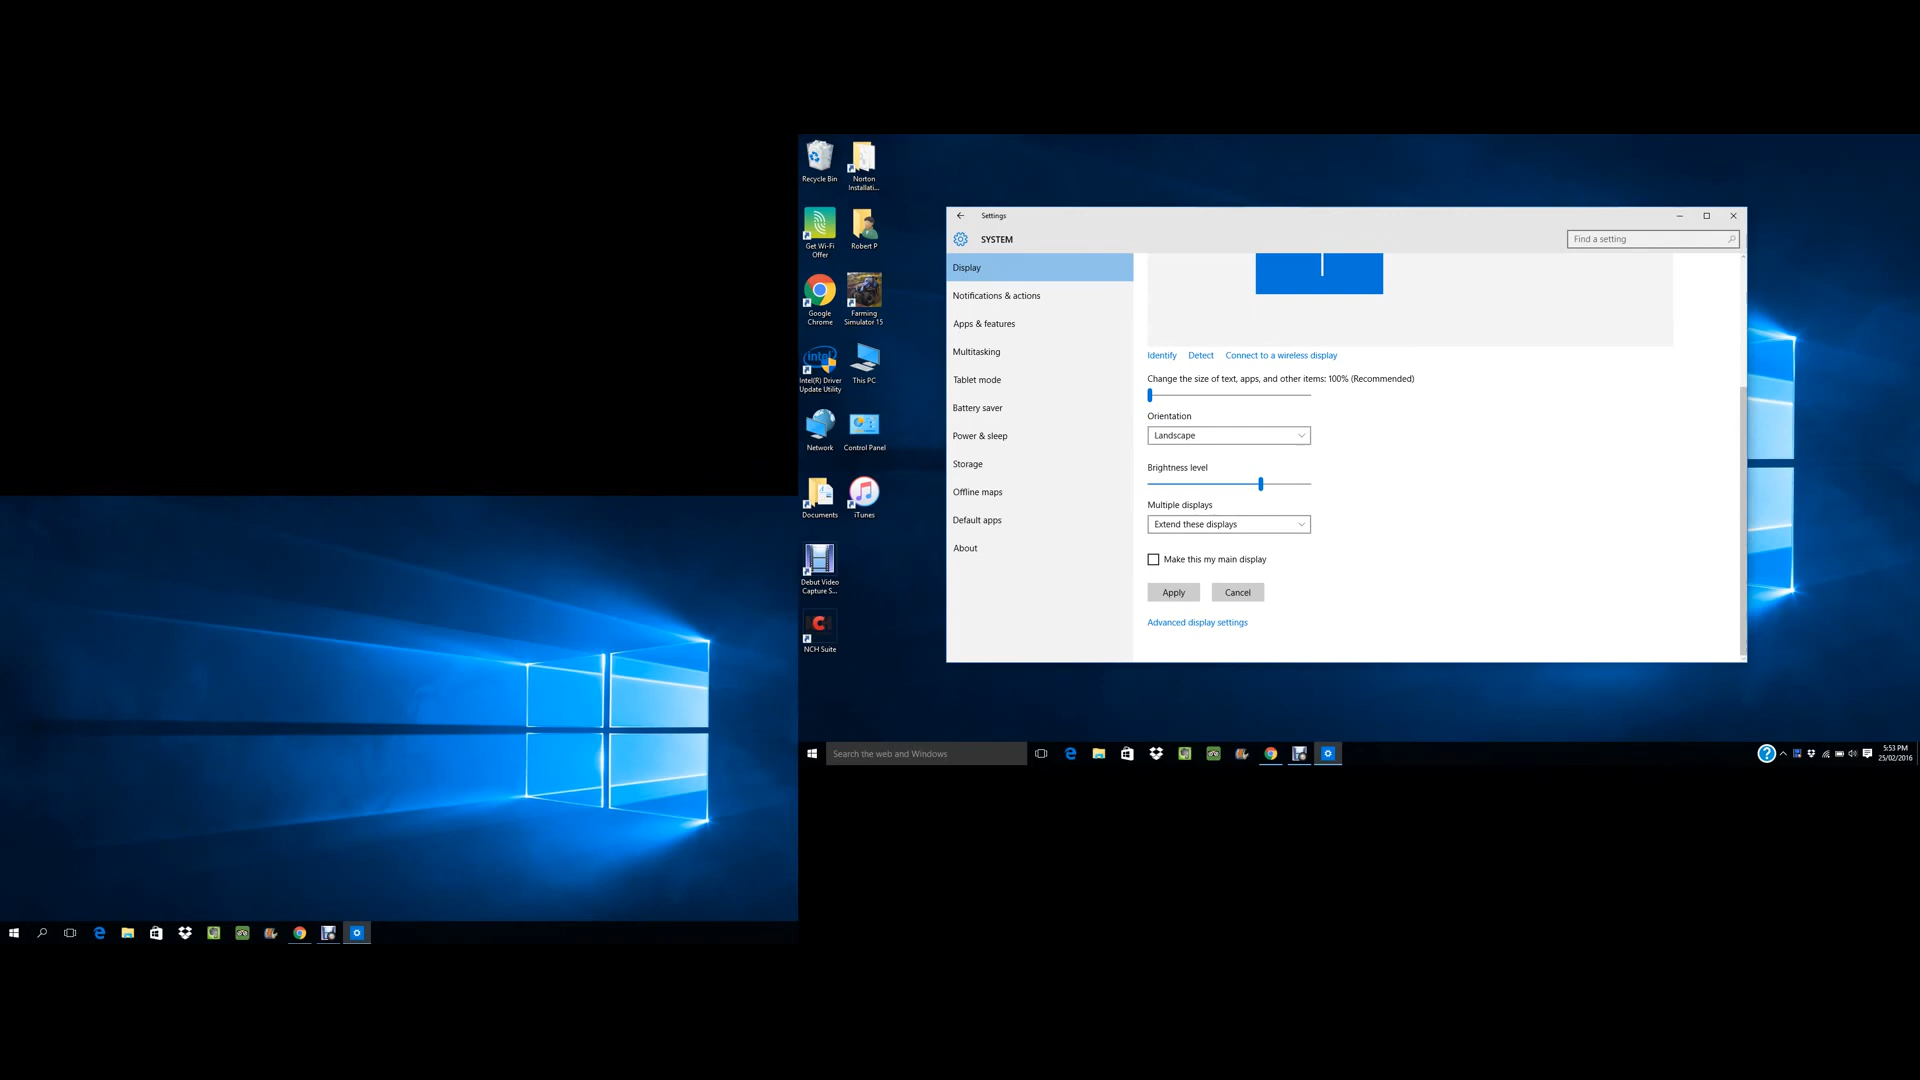 Recycle Bin
Norton
Installati...
Get Wi-Fi
Offer
Robert P
Google
Chrome
Farming
Simulator 15
intel
Intel(R) Driver
Update Utility
This PC
Network
Control Panel
Documents
iTunes
Debut Video
Capture S...
NCH Suite
Settings
SYSTEM
Find a setting
Display
Notifications & actions
Apps & features
Multitasking
Tablet mode
Battery saver
Power & sleep
Storage
Offline maps
Default apps
About
Identify Detect Connect to a wireless display
Change the size of text, apps, and other items: 100% (Recommended)
Orientation
Landscape
Brightness level
Multiple displays
Extend these displays
Make this my main display
Apply Cancel
Advanced display settings
Search the web and Windows
5:53 PM
25/02/2016